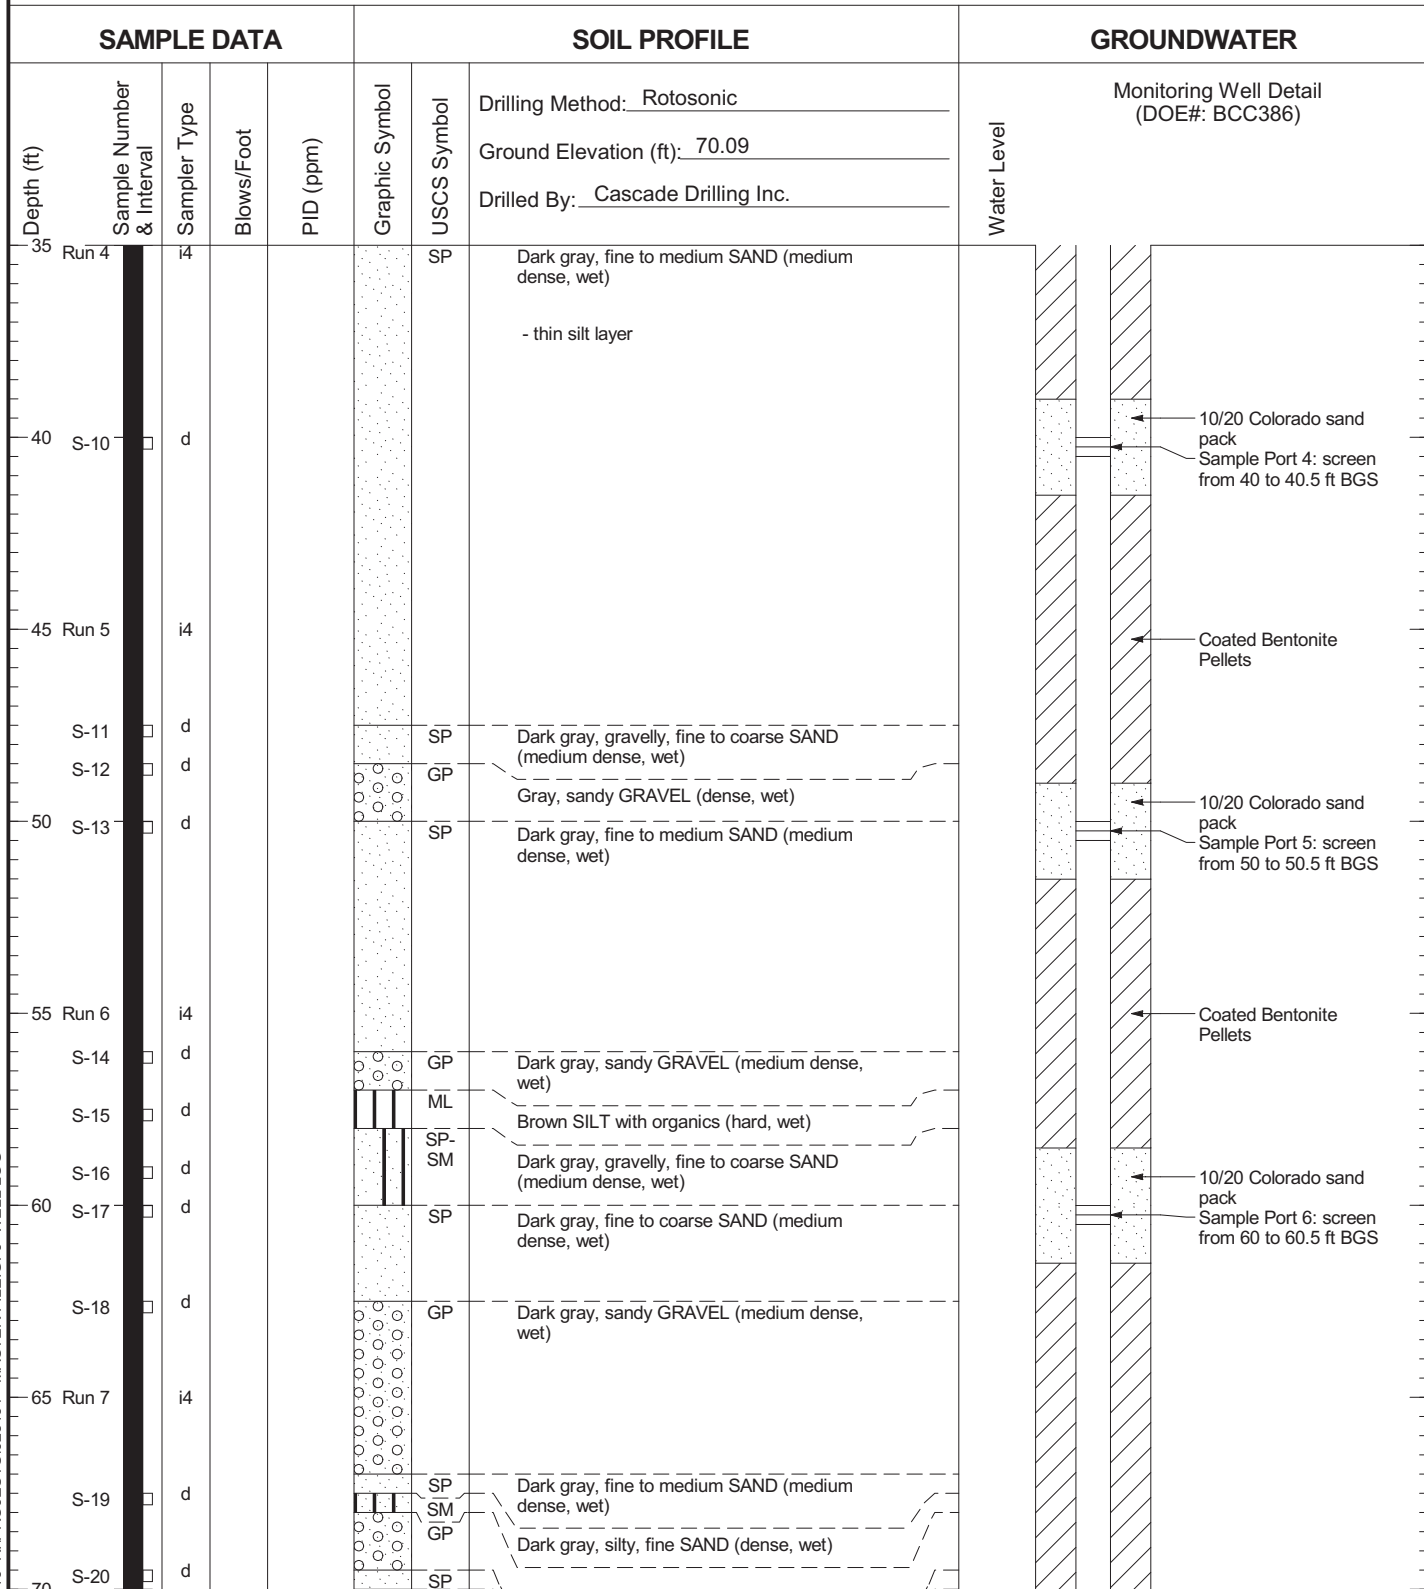 SAMPLE DATA
SOIL PROFILE
GROUNDWATER
Depth (ft)
Sample Number
& Interval
Sampler Type
Blows/Foot
PID (ppm)
Graphic Symbol
USCS Symbol
Drilling Method: Rotosonic
Ground Elevation (ft): 70.09
Drilled By: Cascade Drilling Inc.
Water Level
Monitoring Well Detail
(DOE#: BCC386)
35 Run 4 i4 SP Dark gray, fine to medium SAND (medium
dense, wet)
- thin silt layer
10/20 Colorado sand
pack
40 S-10 d
Sample Port 4: screen
from 40 to 40.5 ft BGS
45 Run 5 i4
Coated Bentonite
Pellets
S-11 d SP Dark gray, gravelly, fine to coarse SAND
(medium dense, wet)
S-12 d GP
Gray, sandy GRAVEL (dense, wet)
10/20 Colorado sand
pack
50 S-13 d SP Dark gray, fine to medium SAND (medium
dense, wet)
Sample Port 5: screen
from 50 to 50.5 ft BGS
55 Run 6 i4
Coated Bentonite
Pellets
S-14 d GP Dark gray, sandy GRAVEL (medium dense,
wet)
S-15 d ML
Brown SILT with organics (hard, wet)
SP-
SM
S-16 d Dark gray, gravelly, fine to coarse SAND
(medium dense, wet)
10/20 Colorado sand
pack
60 S-17 d SP Dark gray, fine to coarse SAND (medium
dense, wet)
Sample Port 6: screen
from 60 to 60.5 ft BGS
S-18 d GP Dark gray, sandy GRAVEL (medium dense,
wet)
65 Run 7 i4
SP Dark gray, fine to medium SAND (medium
dense, wet)
S-19 d SM
GP
Dark gray, silty, fine SAND (dense, wet)
S-20 d SP
70